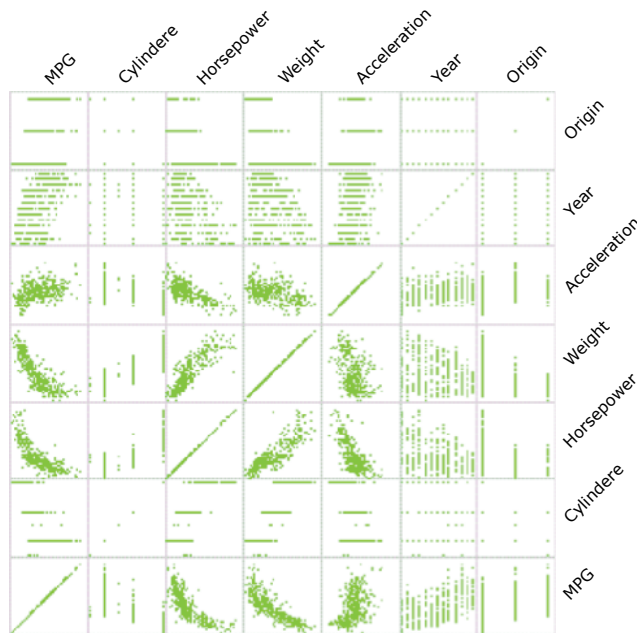 MPG
Cylindere
Horsepower
Weight
Acceleration
Year
Origin
Origin
Year
Acceleration
Weight
Horsepower
Cylindere
MPG